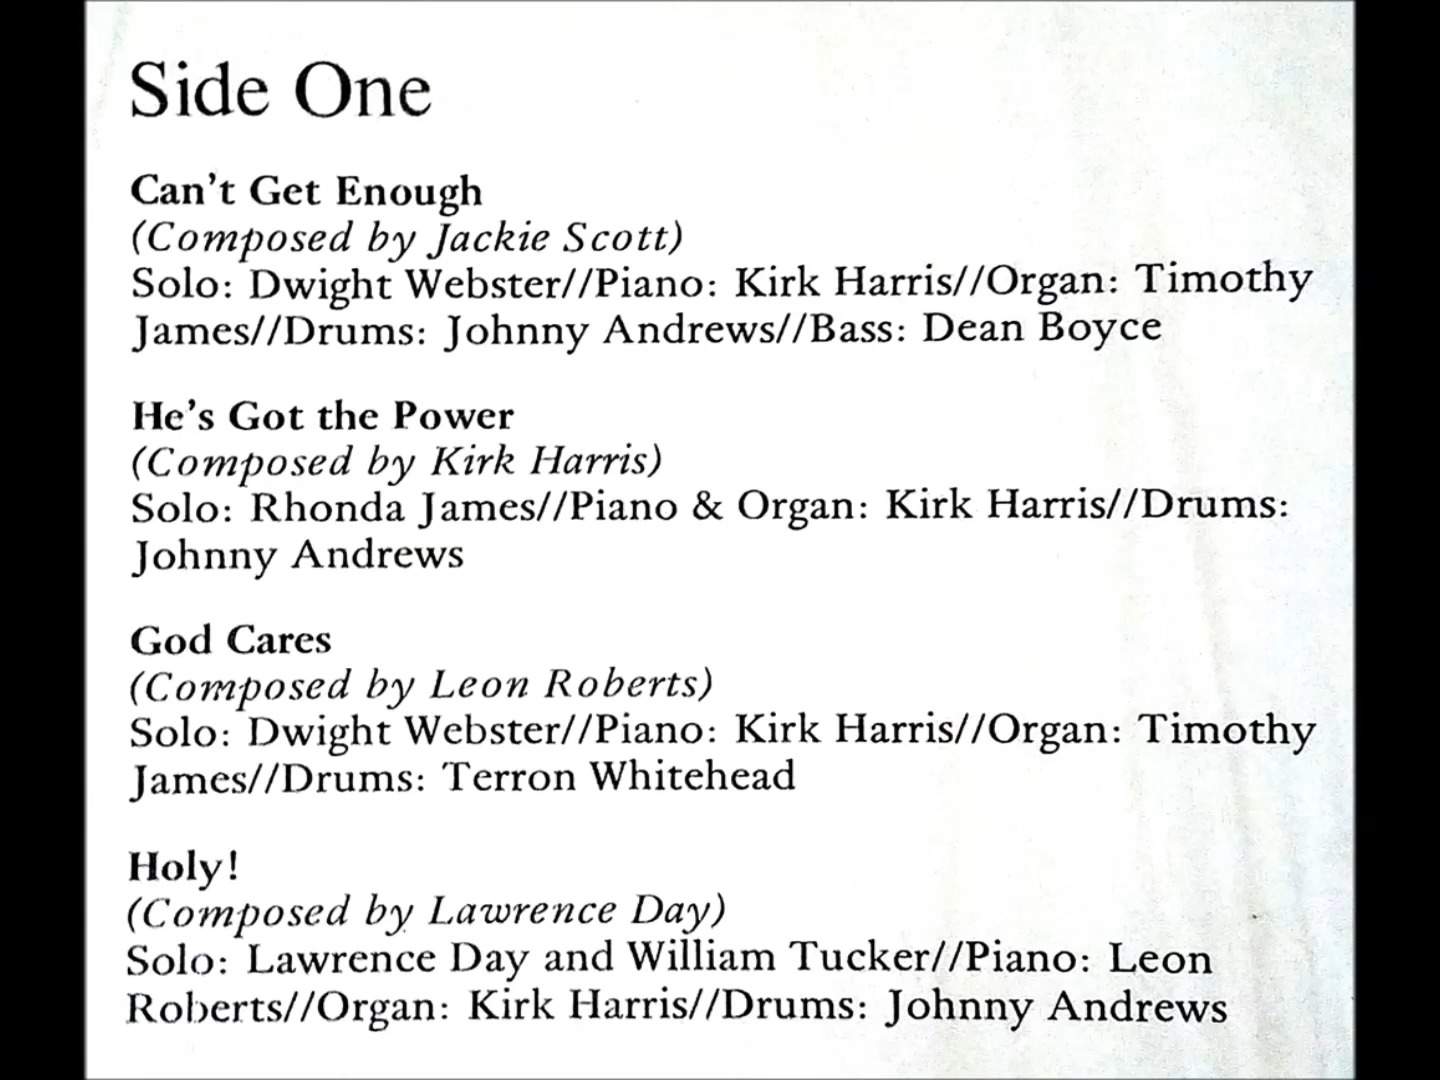 Side One
Can't Get Enough
(Composed by Jackie Scott)
Solo: Dwight Webster//Piano: Kirk Harris//Organ: Timothy
James//Drums: Johnny Andrews//Bass: Dean Boyce
He's Got the Power
(Composed by Kirk Harris)
Solo: Rhonda James//Piano & Organ: Kirk Harris//Drums:
Johnny Andrews
God Cares
(Composed by Leon Roberts)
Solo: Dwight Webster//Piano: Kirk Harris//Organ: Timothy
James//Drums: Terron Whitehead
Holy!
(Composed by Lawrence Day)
Solo: Lawrence Day and William Tucker//Piano: Leon
Roberts//Organ: Kirk Harris//Drums: Johnny Andrews